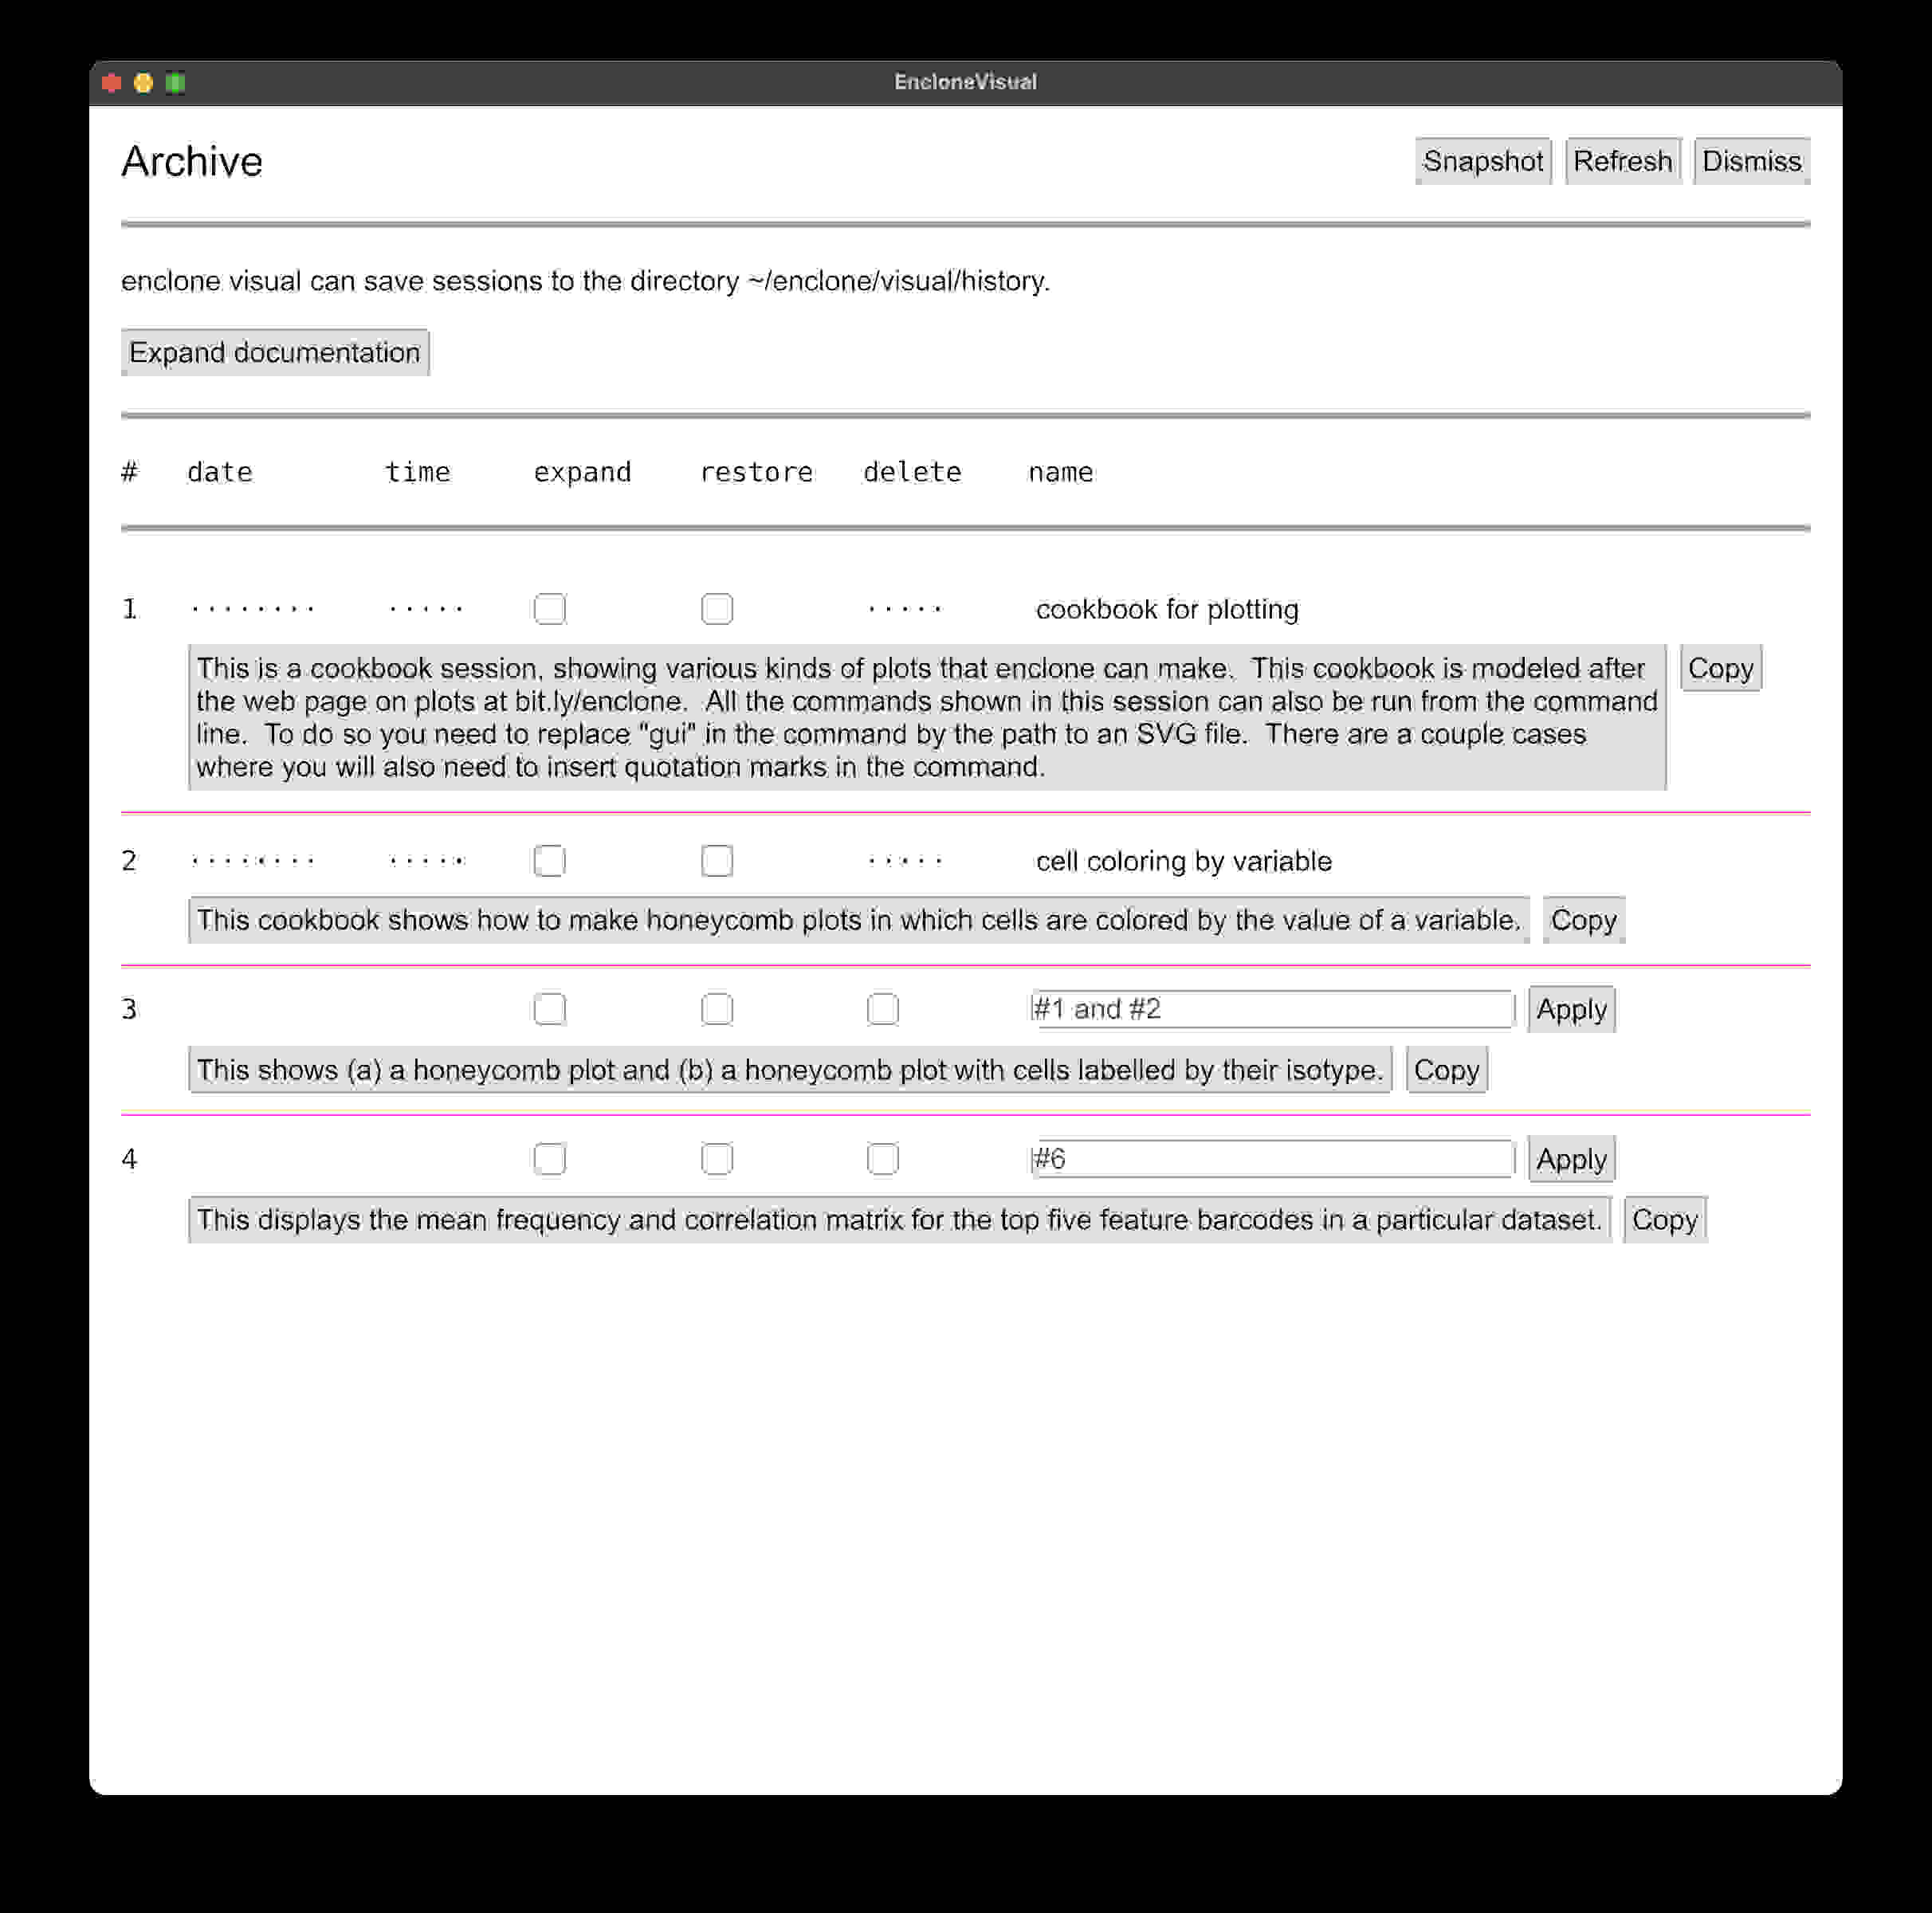 EncloneVisual
Archive Snapshot Refresh Dismiss
enclone visual can save sessions to the directory ~/enclone/visual/history.
Expand documentation
# date time expand restore delete name
1 ········ ····· ····· cookbook for plotting
This is a cookbook session, showing various kinds of plots that enclone can make.  This cookbook is modeled after Copy
the web page on plots at bit.ly/enclone.  All the commands shown in this session can also be run from the command
line.  To do so you need to replace "gui" in the command by the path to an SVG file.  There are a couple cases
where you will also need to insert quotation marks in the command.
2 ········ ····· ····· cell coloring by variable
This cookbook shows how to make honeycomb plots in which cells are colored by the value of a variable. Copy
3 #1 and #2 Apply
This shows (a) a honeycomb plot and (b) a honeycomb plot with cells labelled by their isotype. Copy
4 #6 Apply
This displays the mean frequency and correlation matrix for the top five feature barcodes in a particular dataset. Copy